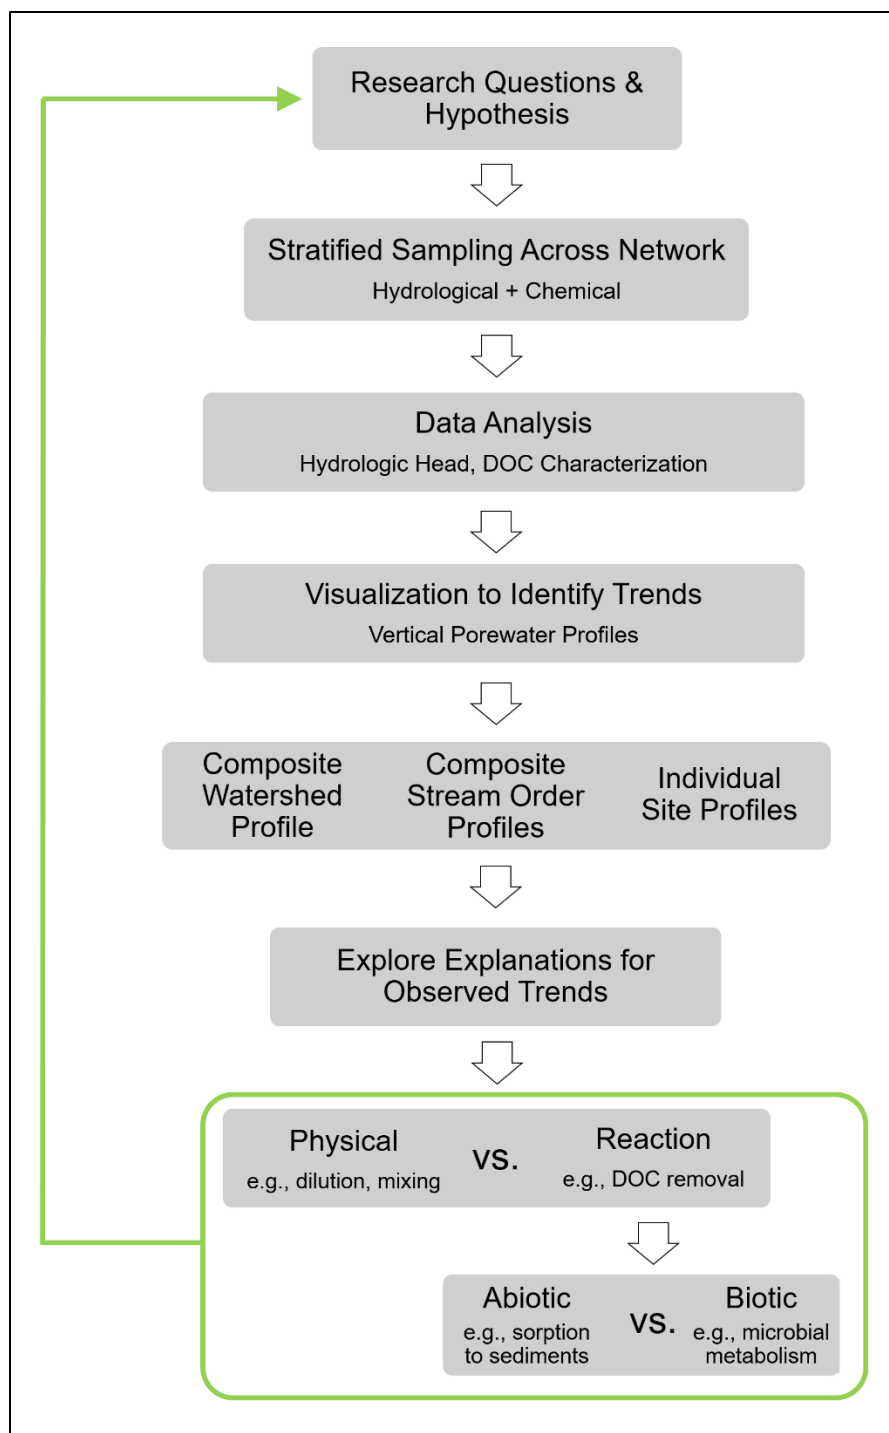 Research Questions &
Hypothesis
Stratified Sampling Across Network
Hydrological + Chemical
Data Analysis
Hydrologic Head, DOC Characterization
Visualization to Identify Trends
Vertical Porewater Profiles
Composite
Watershed
Profile
Composite
Stream Order
Profiles
Individual
Site Profiles
Explore Explanations for
Observed Trends
Physical
e.g., dilution, mixing
vs.
Reaction
e.g., DOC removal
Abiotic
e.g., sorption
to sediments
vs.
Biotic
e.g., microbial
metabolism